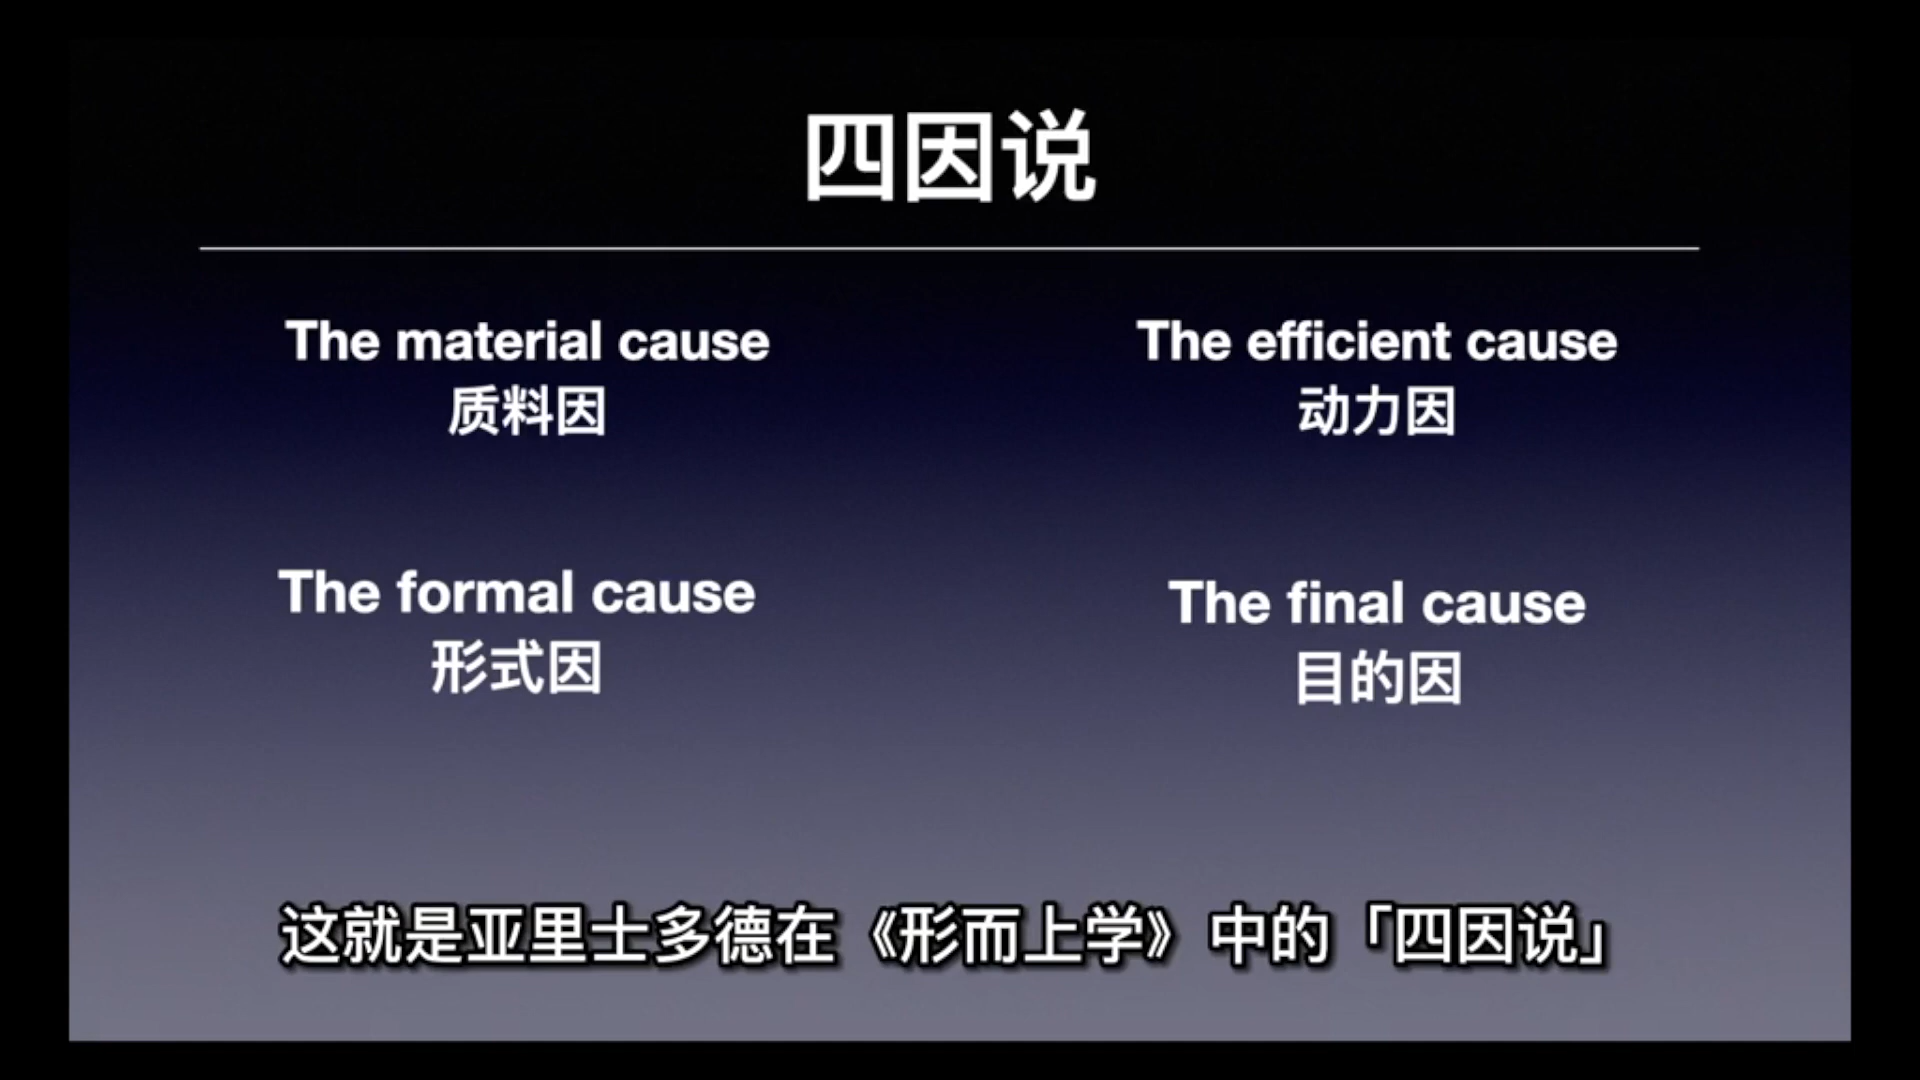 四因说
The material cause
质料因
The efficient cause
动力因
The formal cause
形式因
The final cause
目的因
这就是亚里士多德在《形而上学》中的「四因说」